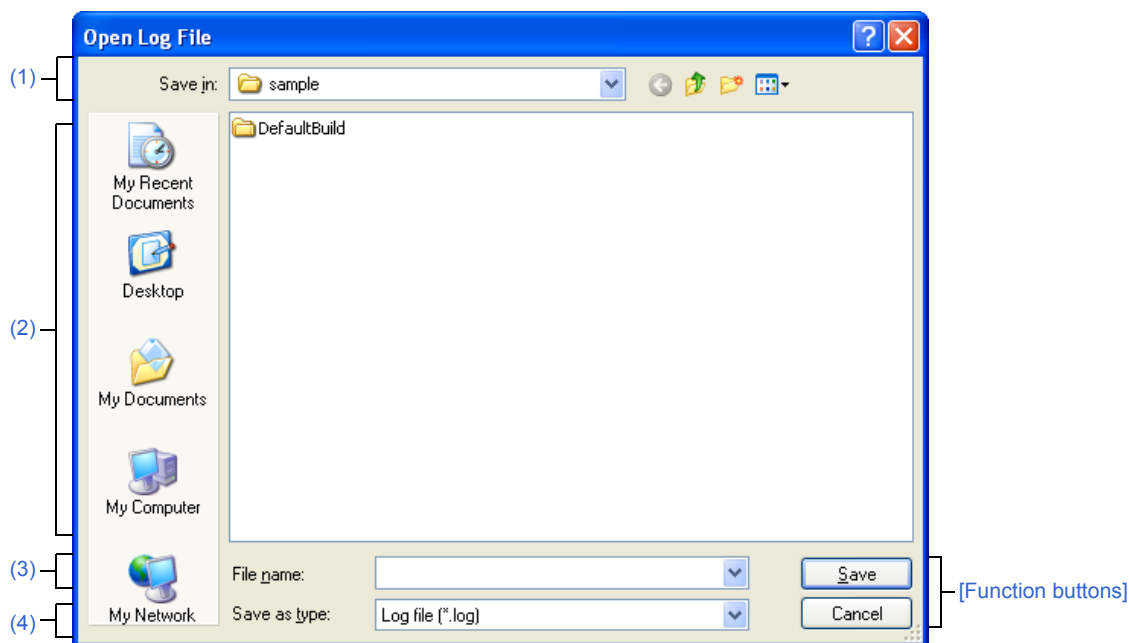 Open Log File
(1)
Save in:
sample
DefaultBuild
My Recent
Documents
Desktop
(2)
My Documents
My Computer
(3)
File name:
Save
[Function buttons]
(4)
My Network
Save as type:
Log file (*.log)
Cancel